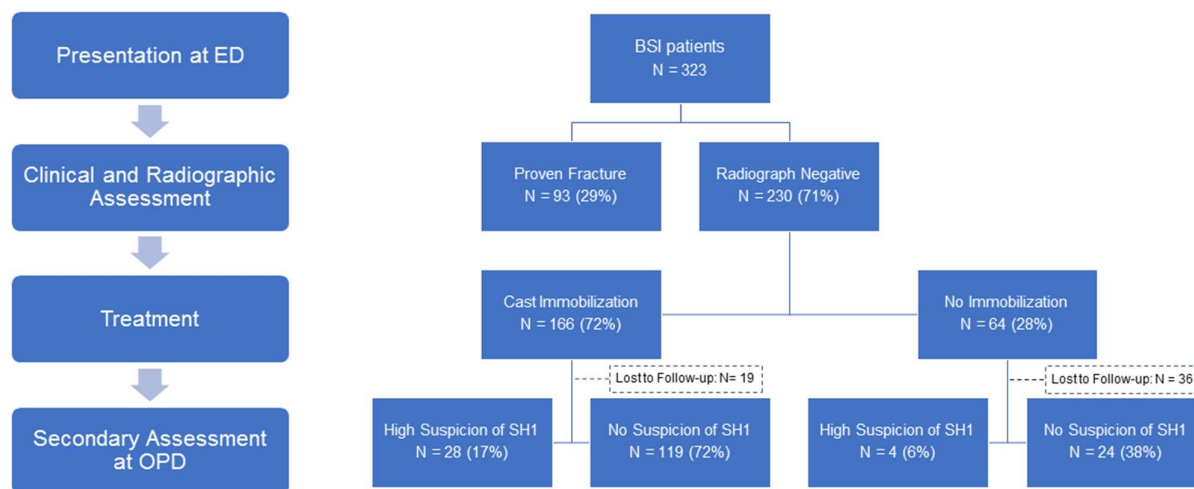 Presentation at ED
Clinical and Radiographic
Assessment
Treatment
Secondary Assessment
at OPD
BSI patients
N = 323
Proven Fracture
N = 93 (29%)
Radiograph Negative
N = 230 (71%)
Cast Immobilization
N = 166 (72%)
No Immobilization
N = 64 (28%)
Lost to Follow-up: N= 19
Lost to Follow-up: N = 36
High Suspicion of SH1
N = 28 (17%)
No Suspicion of SH1
N = 119 (72%)
High Suspicion of SH1
N = 4 (6%)
No Suspicion of SH1
N = 24 (38%)